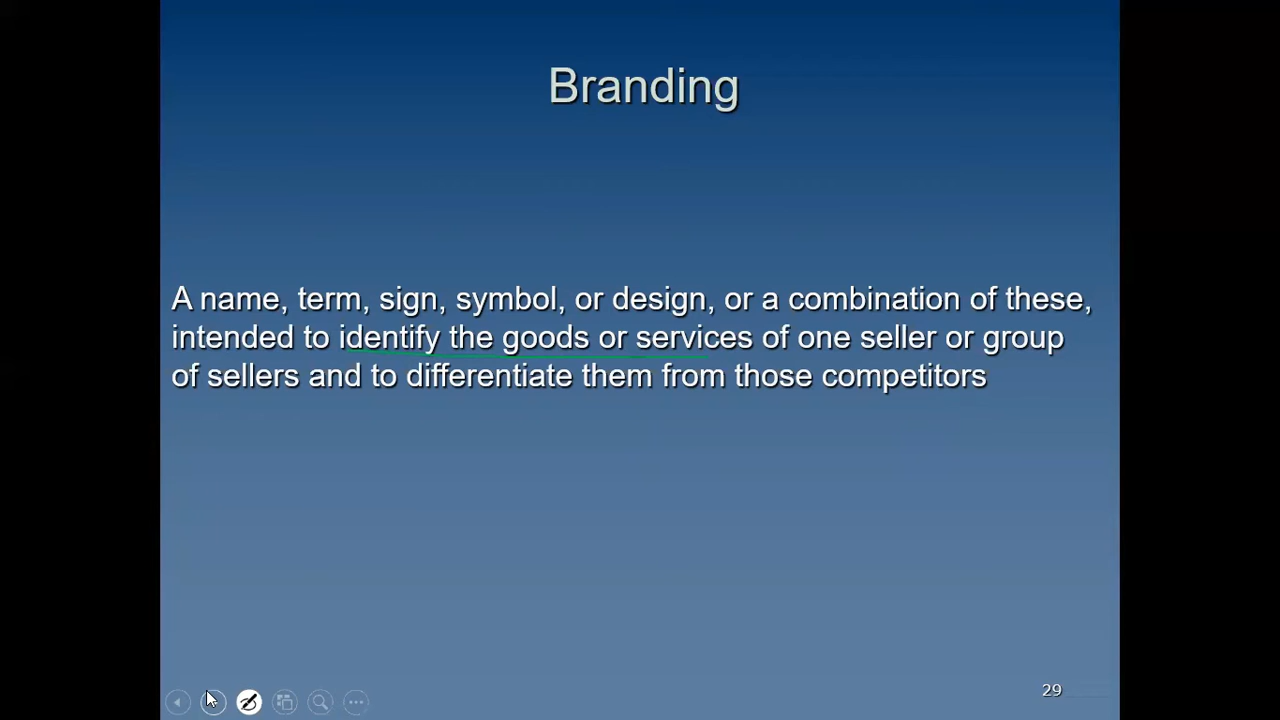 Branding
A name, term, sign, symbol, or design, or a combination of these,
intended to identify the goods or services of one seller or group
of sellers and to differentiate them from those competitors
29